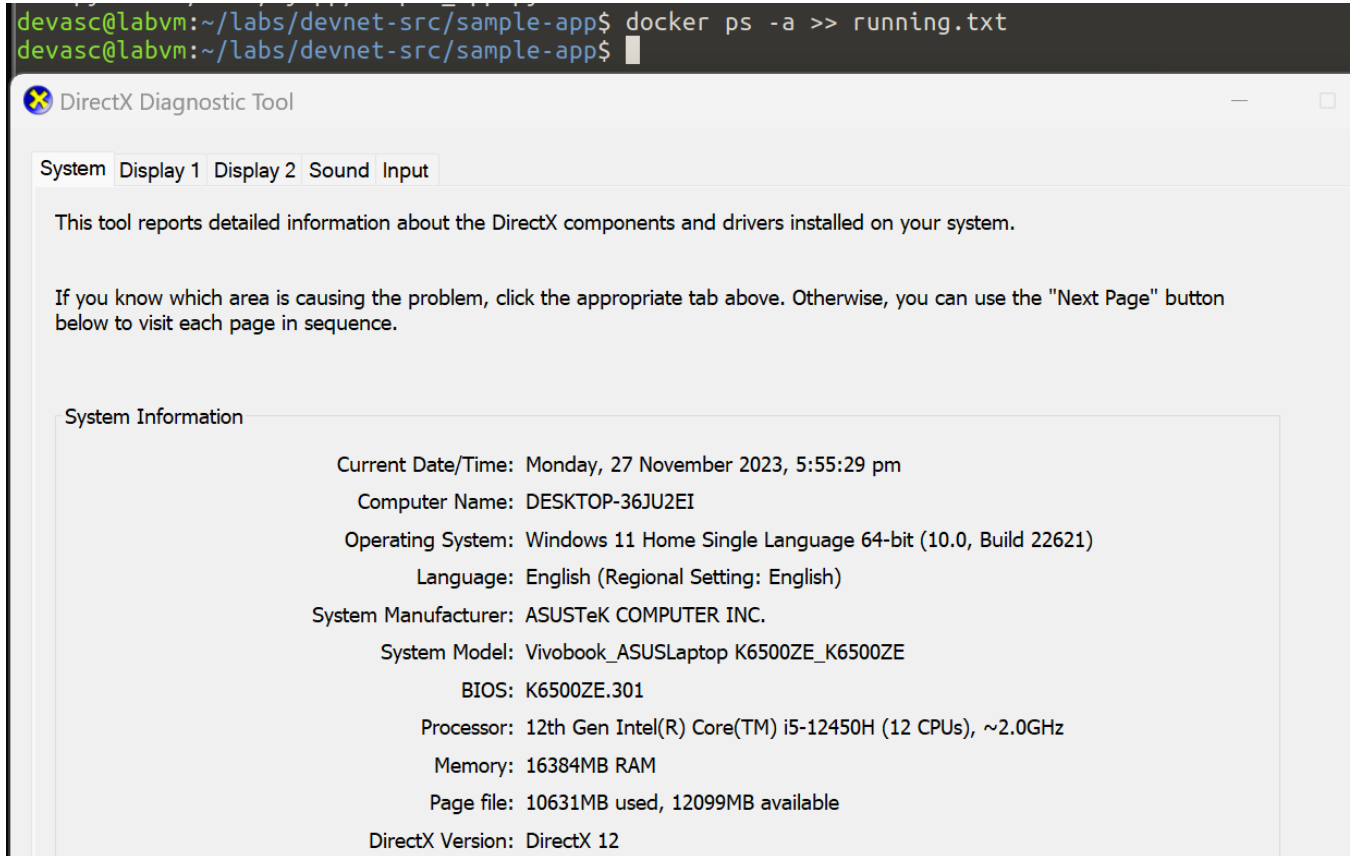 devasc@labvm:~/labs/devnet-src/sample-app$ docker ps -a >> running.txt
devasc@labvm:~/labs/devnet-src/sample-app$
DirectX Diagnostic Tool
System Display 1 Display 2 Sound Input
This tool reports detailed information about the DirectX components and drivers installed on your system.
If you know which area is causing the problem, click the appropriate tab above. Otherwise, you can use the "Next Page" button
below to visit each page in sequence.
System Information
Current Date/Time: Monday, 27 November 2023, 5:55:29 pm
Computer Name: DESKTOP-36JU2EI
Operating System: Windows 11 Home Single Language 64-bit (10.0, Build 22621)
Language: English (Regional Setting: English)
System Manufacturer: ASUSTeK COMPUTER INC.
System Model: Vivobook_ASUSLaptop K6500ZE_K6500ZE
BIOS: K6500ZE.301
Processor: 12th Gen Intel(R) Core(TM) i5-12450H (12 CPUs), ~2.0GHz
Memory: 16384MB RAM
Page file: 10631MB used, 12099MB available
DirectX Version: DirectX 12